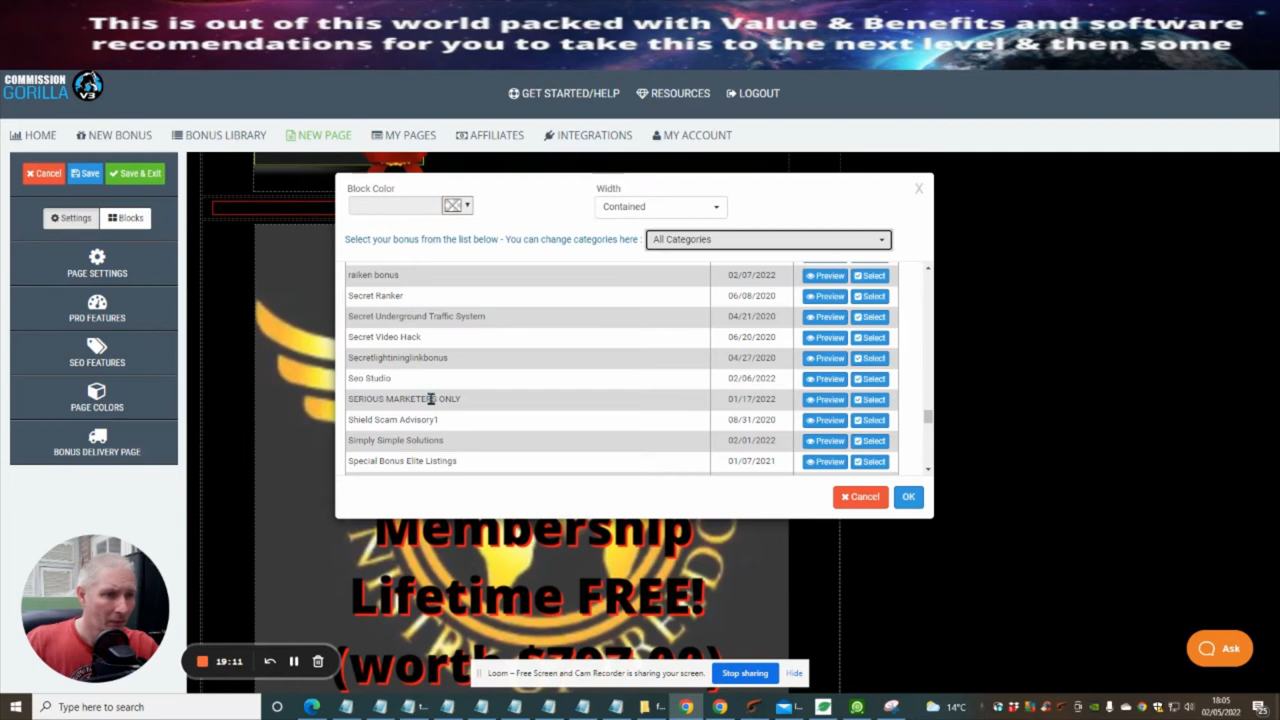 This is out of this world packed with Value & Benefits and software
recomendations for you to take this to the next level & then some
COMMISSION
GORILLA V3
GET STARTED/HELP RESOURCES LOGOUT
HOME NEW BONUS BONUS LIBRARY NEW PAGE MY PAGES AFFILIATES INTEGRATIONS MY ACCOUNT
Cancel Save Save & Exit
Settings Blocks
PAGE SETTINGS
PRO FEATURES
SEO FEATURES
PAGE COLORS
BONUS DELIVERY PAGE
Block Color Width X
Contained
Select your bonus from the list below - You can change categories here : All Categories
raiken bonus 02/07/2022 Preview Select
Secret Ranker 06/08/2020 Preview Select
Secret Underground Traffic System 04/21/2020 Preview Select
Secret Video Hack 06/20/2020 Preview Select
Secretlightninglinkbonus 04/27/2020 Preview Select
Seo Studio 02/06/2022 Preview Select
SERIOUS MARKETERS ONLY 01/17/2022 Preview Select
Shield Scam Advisory1 08/31/2020 Preview Select
Simply Simple Solutions 02/01/2022 Preview Select
Special Bonus Elite Listings 01/07/2021 Preview Select
Cancel OK
Membership
Lifetime FREE!
(worth
19:11
Loom – Free Screen and Cam Recorder is sharing your screen. Stop sharing Hide
Ask
Type here to search
14°C
18:05
02/05/2022